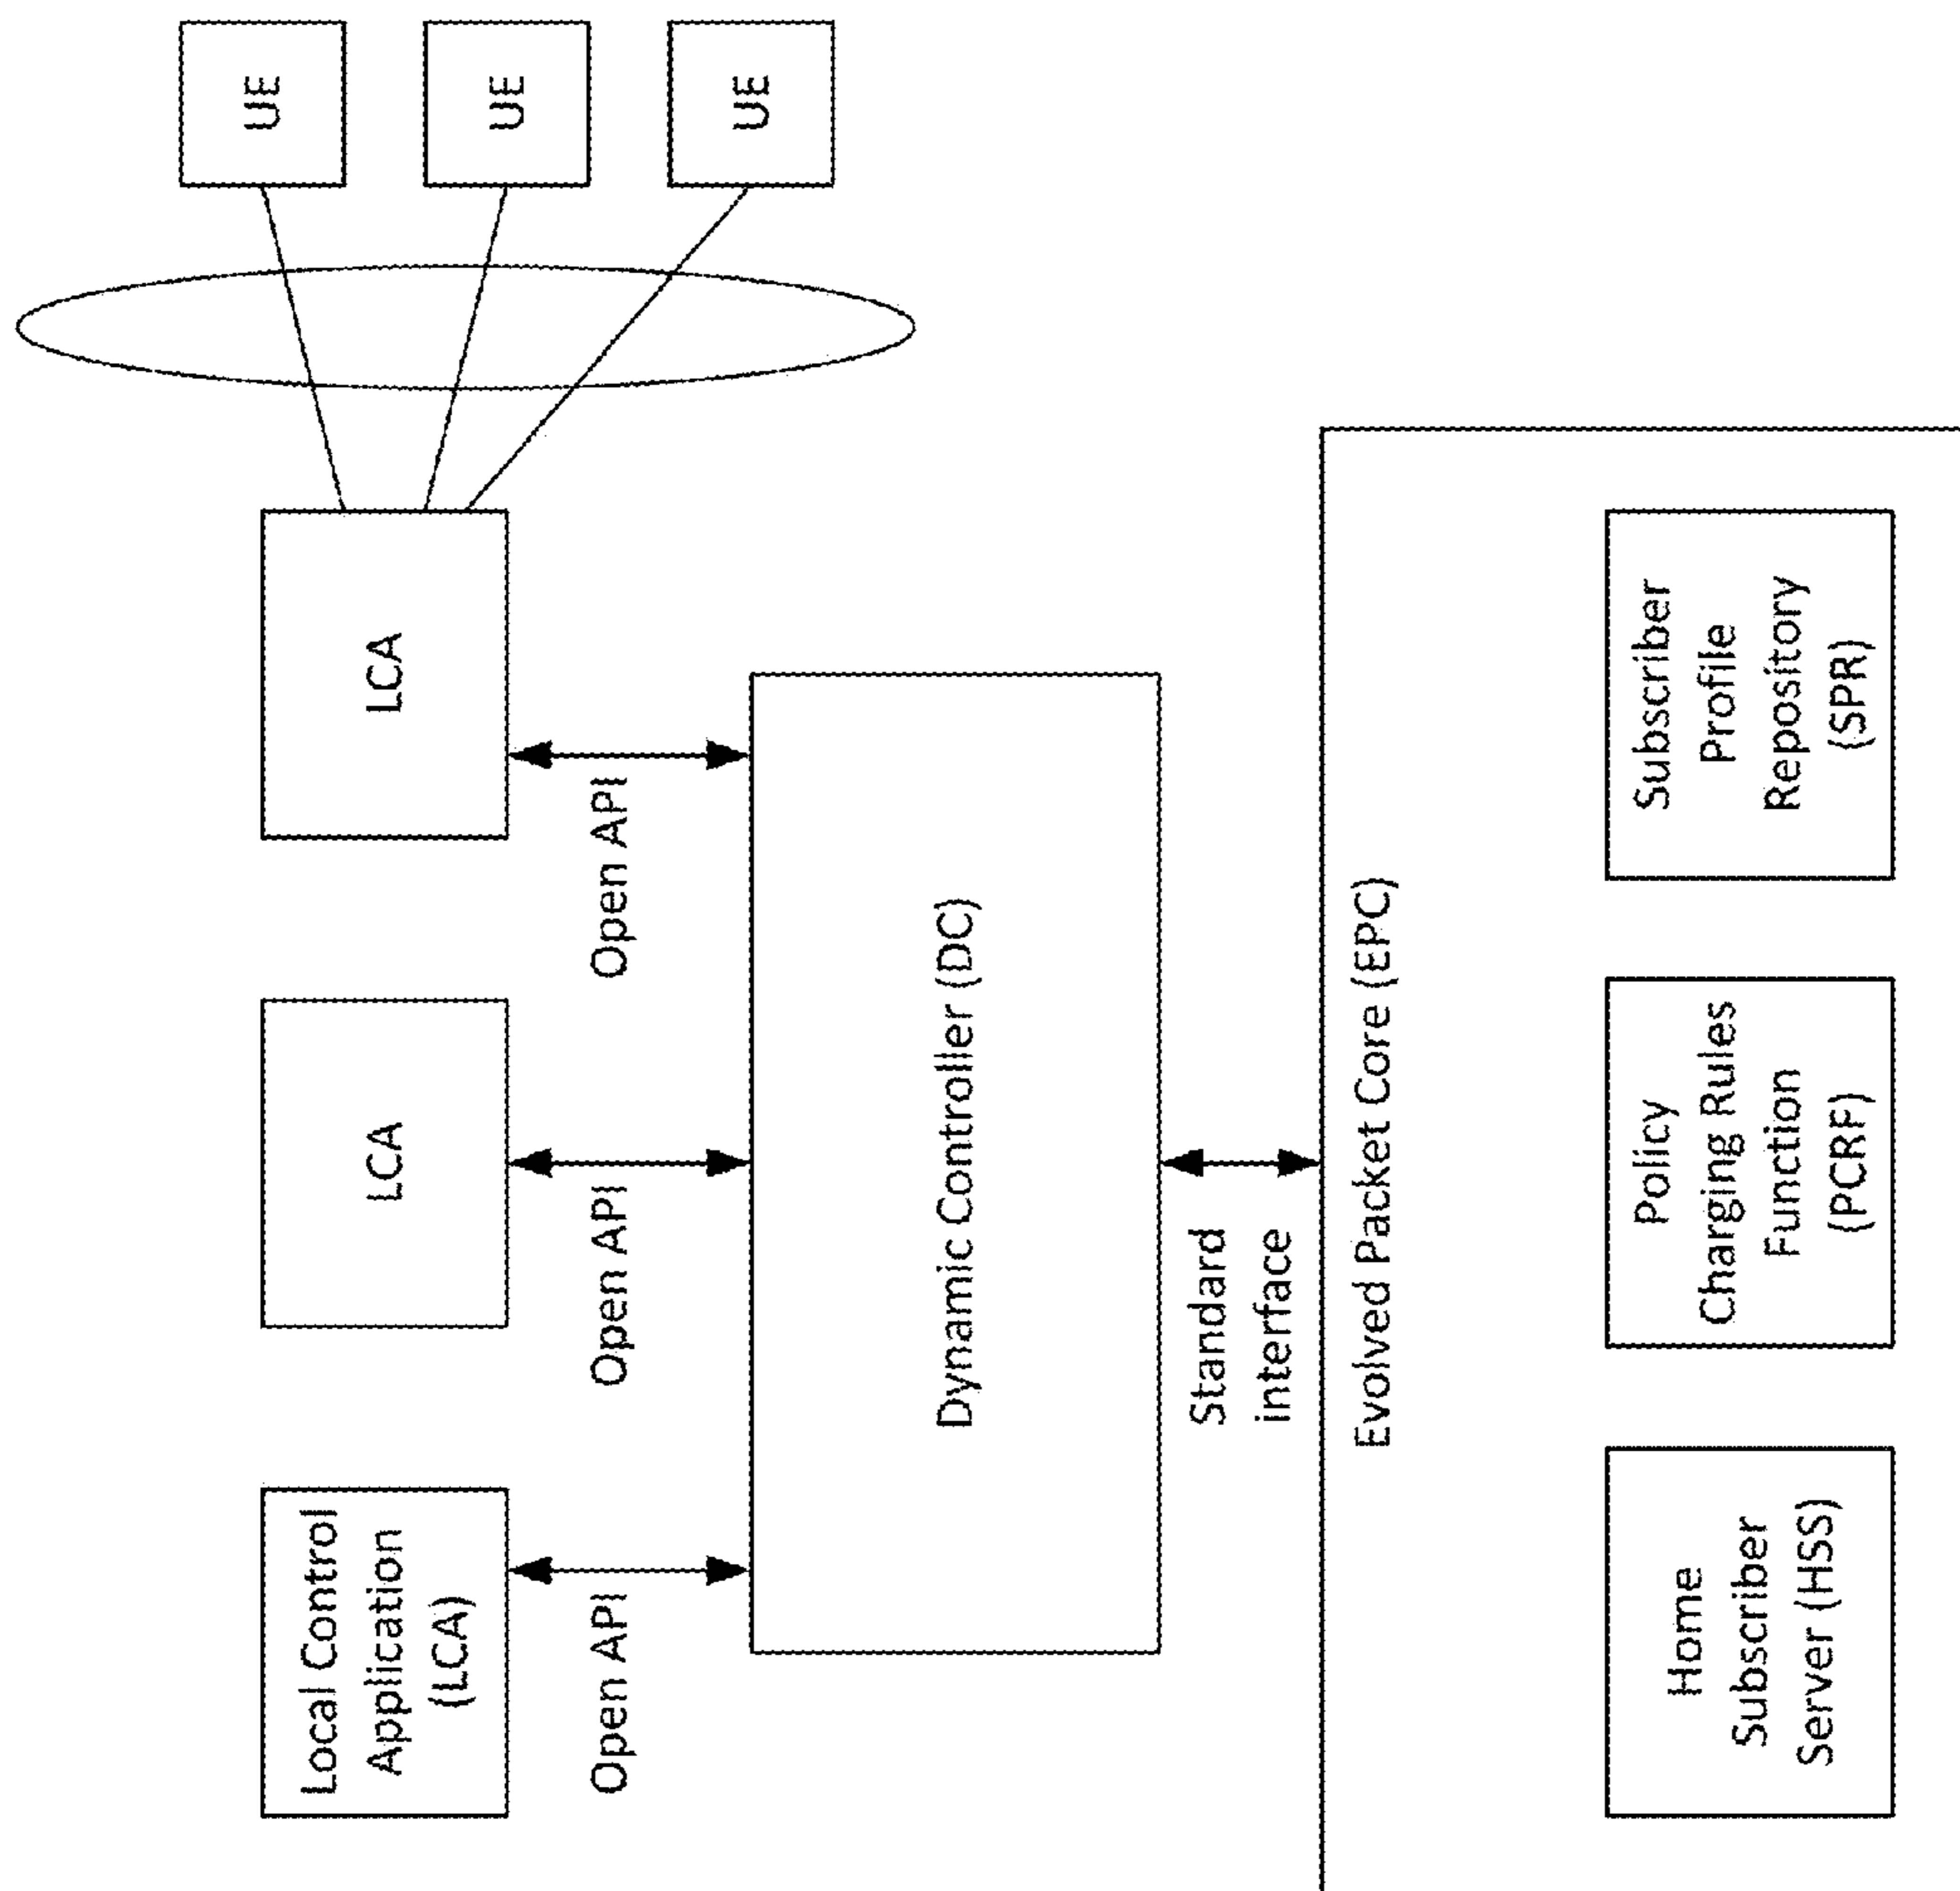 Local Control
Application
(LCA)
LCA
LCA
UE
UE
UE
Open API
Open API
Open API
Dynamic Controller (DC)
Standard
interface
Evolved Packet Core (EPC)
Home
Subscriber
Server (HSS)
Policy
Charging Rules
Function
(PCRF)
Subscriber
Profile
Repository
(SPR)